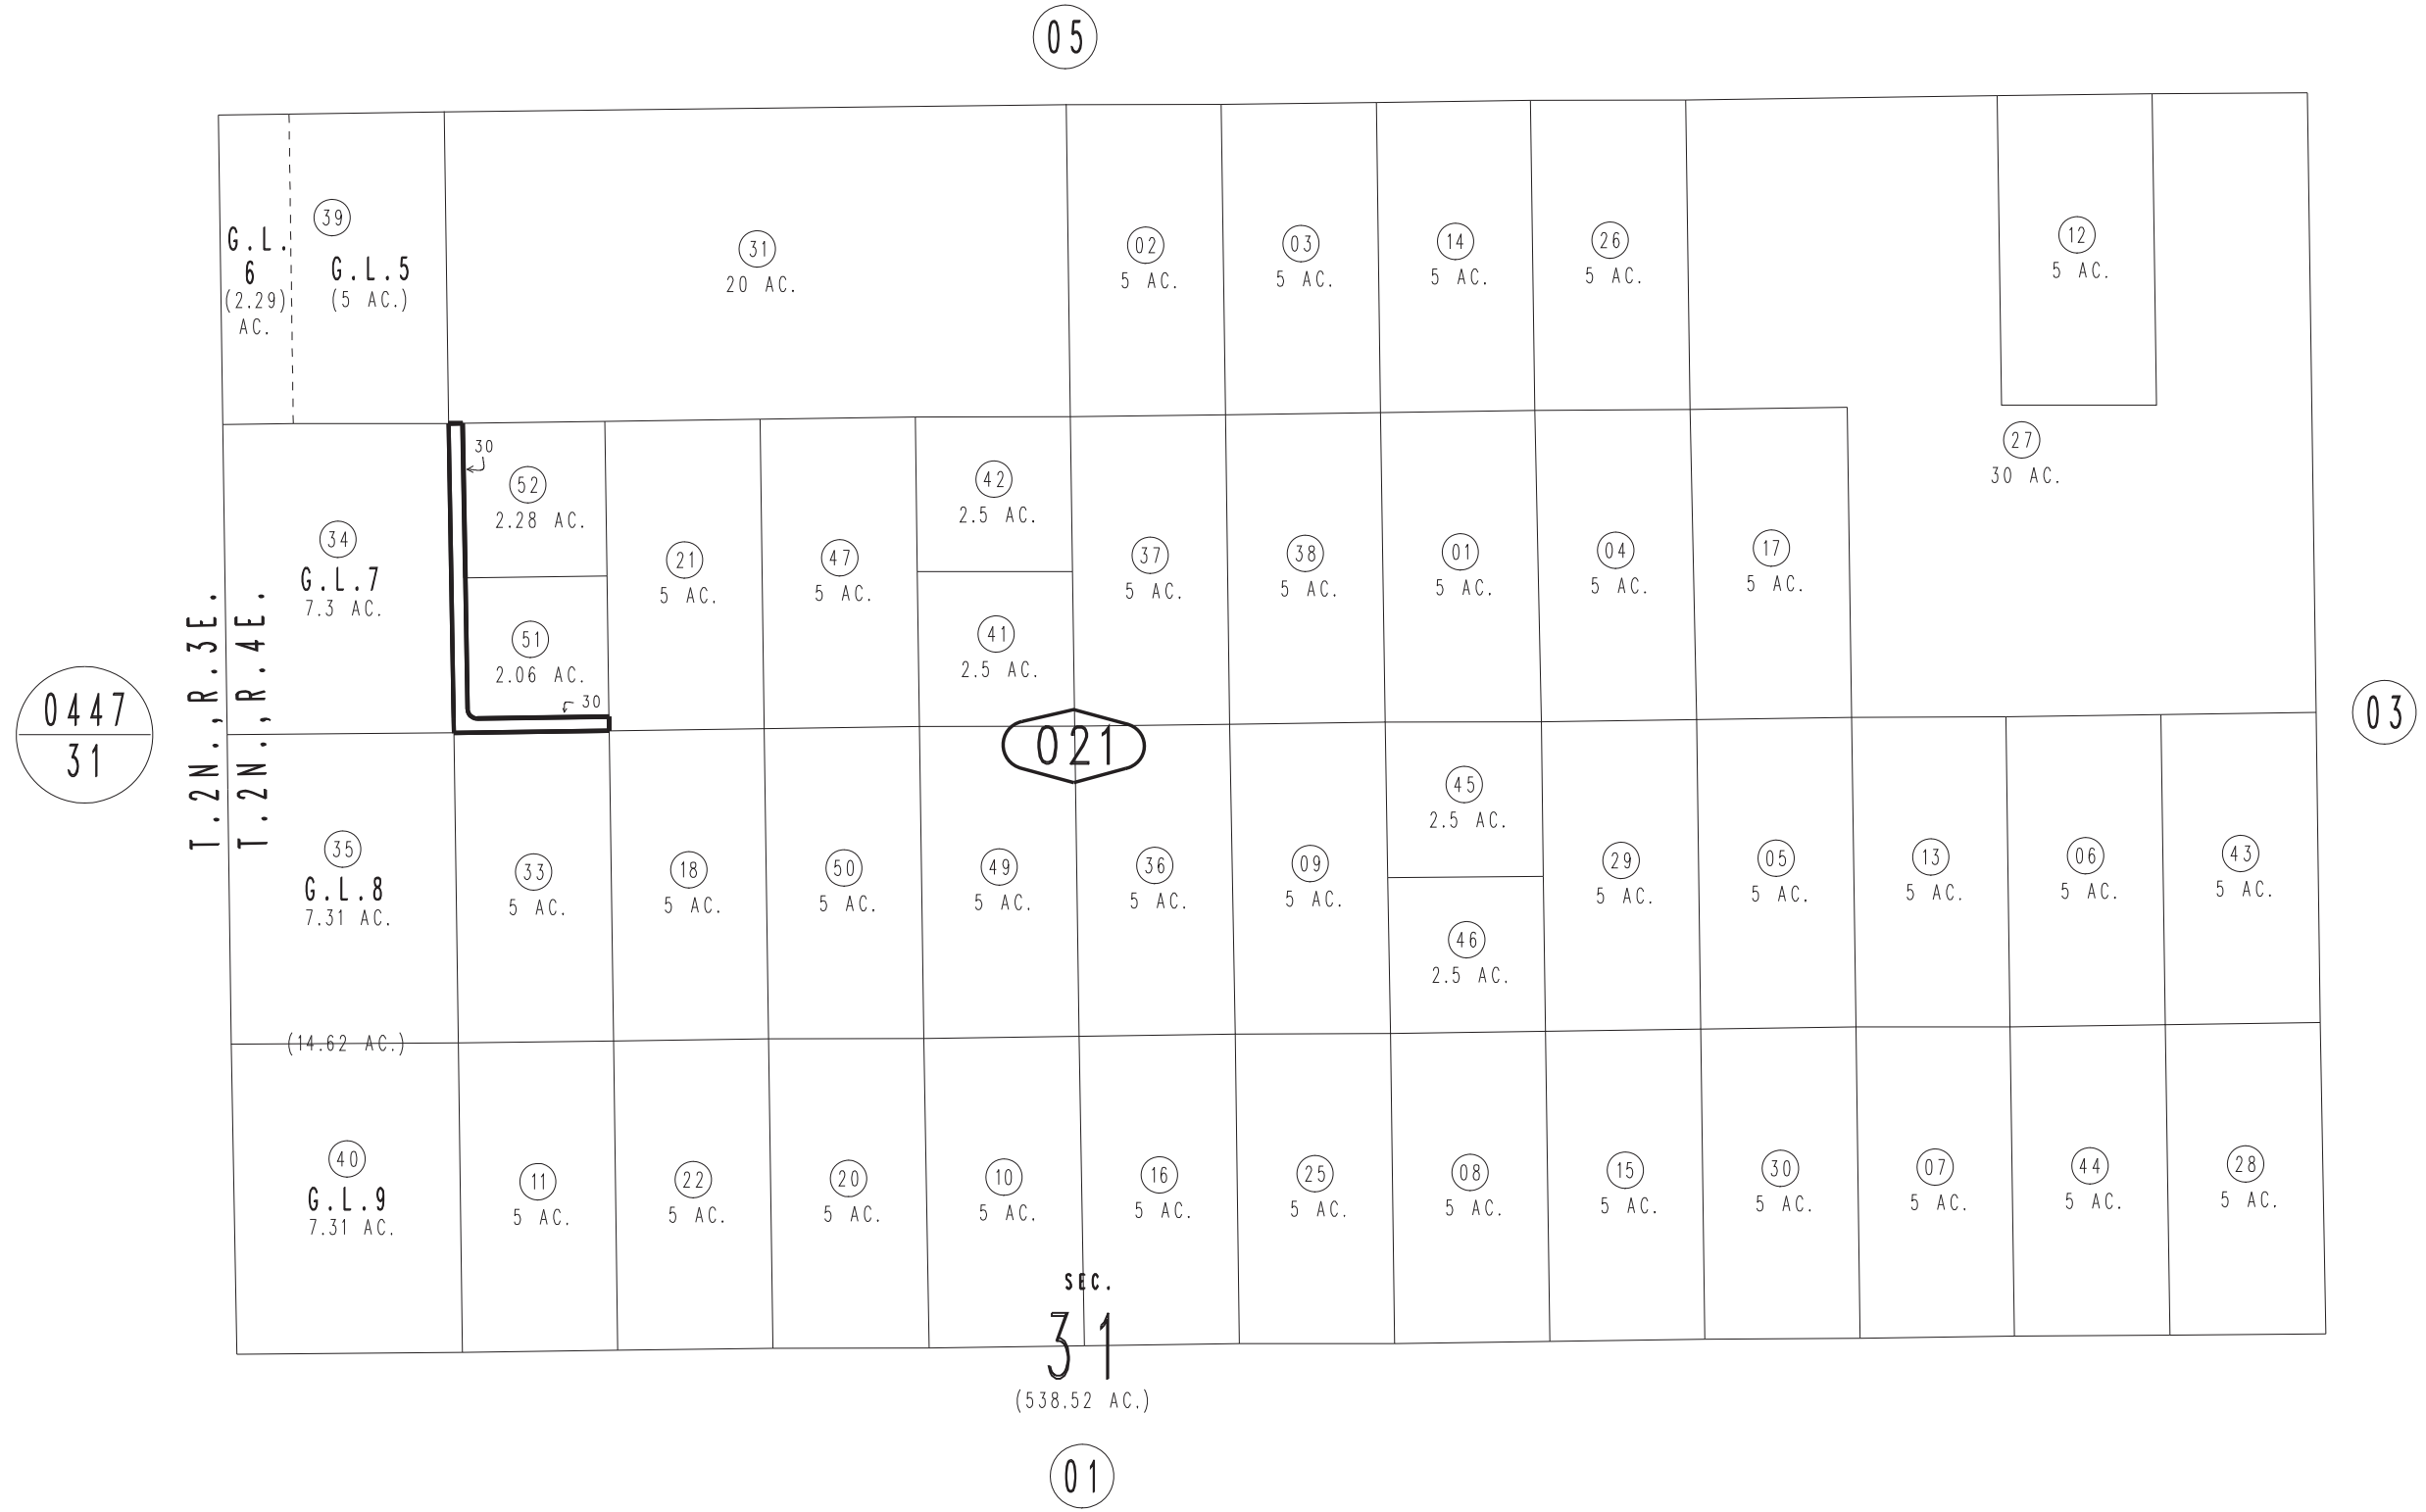 05
39
G.L.
6
(2.29)
AC.
G.L.5
(5 AC.)
31
20 AC.
02
5 AC.
03
5 AC.
14
5 AC.
26
5 AC.
12
5 AC.
27
30 AC.
30
52
2.28 AC.
51
2.06 AC.
30
34
G.L.7
7.3 AC.
21
5 AC.
47
5 AC.
42
2.5 AC.
41
2.5 AC.
37
5 AC.
38
5 AC.
01
5 AC.
04
5 AC.
17
5 AC.
T.2N.,R.3E.
T.2N.,R.4E.
0447
31
021
03
35
G.L.8
7.31 AC.
33
5 AC.
18
5 AC.
50
5 AC.
49
5 AC.
36
5 AC.
09
5 AC.
45
2.5 AC.
46
2.5 AC.
29
5 AC.
05
5 AC.
13
5 AC.
06
5 AC.
43
5 AC.
(14.62 AC.)
40
G.L.9
7.31 AC.
11
5 AC.
22
5 AC.
20
5 AC.
10
5 AC.
16
5 AC.
25
5 AC.
08
5 AC.
15
5 AC.
30
5 AC.
07
5 AC.
44
5 AC.
28
5 AC.
SEC.
31
(538.52 AC.)
01